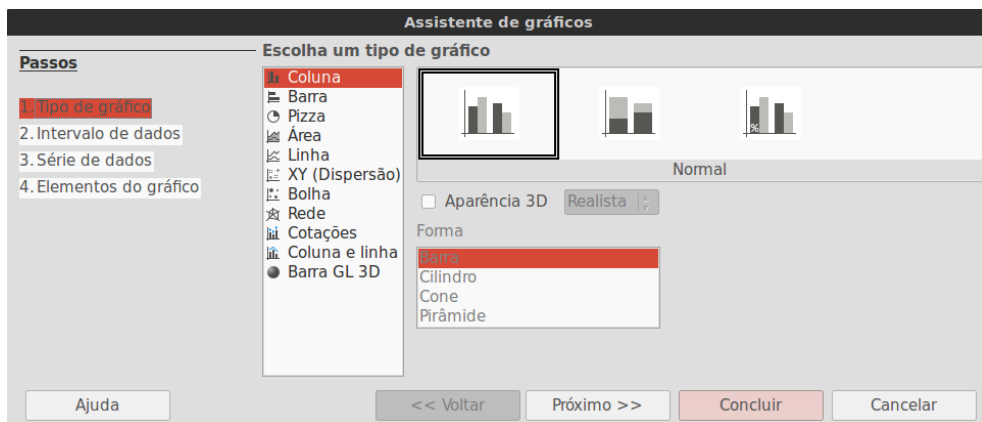 Assistente de gráficos
Passos
1. Tipo de gráfico
2. Intervalo de dados
3. Série de dados
4. Elementos do gráfico
Escolha um tipo de gráfico
Coluna
Barra
Pizza
Área
Linha
XY (Dispersão)
Bolha
Rede
Cotações
Coluna e linha
Barra GL 3D
%
Normal
Aparência 3D
Realista
Forma
Barra
Cilindro
Cone
Pirâmide
Ajuda
<< Voltar
Próximo >>
Concluir
Cancelar